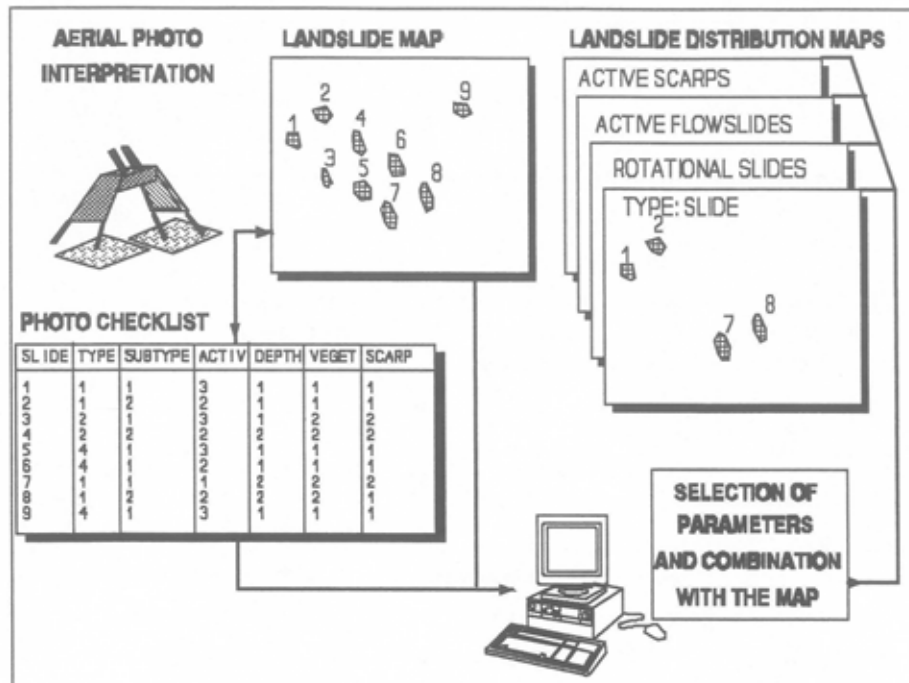 AERIAL PHOTO
INTERPRETATION
LANDSLIDE MAP
1
2
3
4
5
6
7
8
9
LANDSLIDE DISTRIBUTION MAPS
ACTIVE SCARPS
ACTIVE FLOWSLIDES
ROTATIONAL SLIDES
TYPE: SLIDE
1
2
7
8
PHOTO CHECKLIST
SLIDE TYPE SUBTYPE ACTIV DEPTH VEGET SCARP
1 1 1 3 1 1 1
2 1 2 2 1 1 1
3 2 1 3 1 2 2
4 2 2 2 2 2 2
5 4 1 3 1 1 1
6 4 1 2 1 1 1
7 1 1 1 2 2 2
8 1 2 2 2 2 1
9 4 1 3 1 1 1
SELECTION OF
PARAMETERS
AND COMBINATION
WITH THE MAP